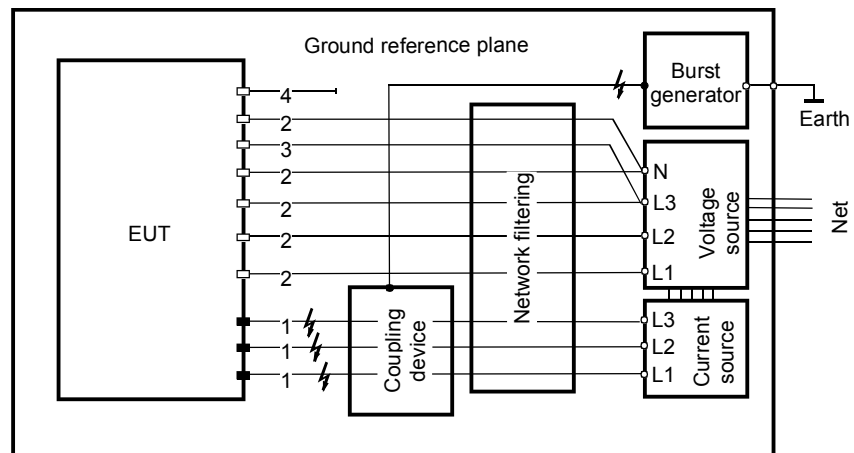 Ground reference plane
Burst
generator
Earth
EUT
4
2
3
2
2
2
2
1
1
1
Coupling
device
Network filtering
N
L3
L2
L1
Voltage
source
Net
L3
L2
L1
Current
source